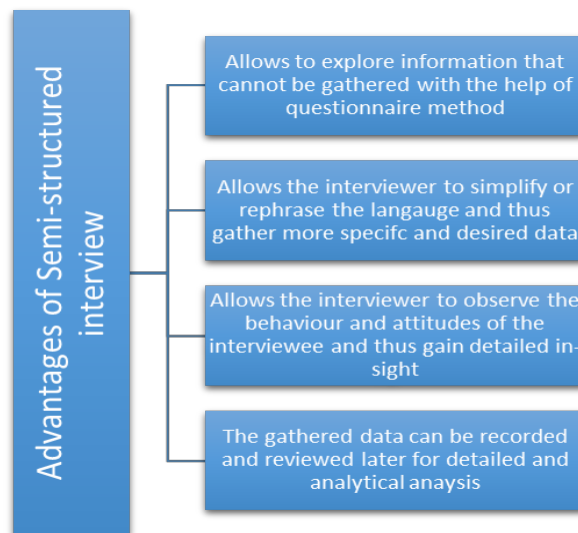 Advantages of Semi-structured
interview
Allows to explore information that
cannot be gathered with the help of
questionnaire method
Allows the interviewer to simplify or
rephrase the langauge and thus
gather more specifc and desired data
Allows the interviewer to observe the
behaviour and attitudes of the
interviewee and thus gain detailed in-
sight
The gathered data can be recorded
and reviewed later for detailed and
analytical anaysis